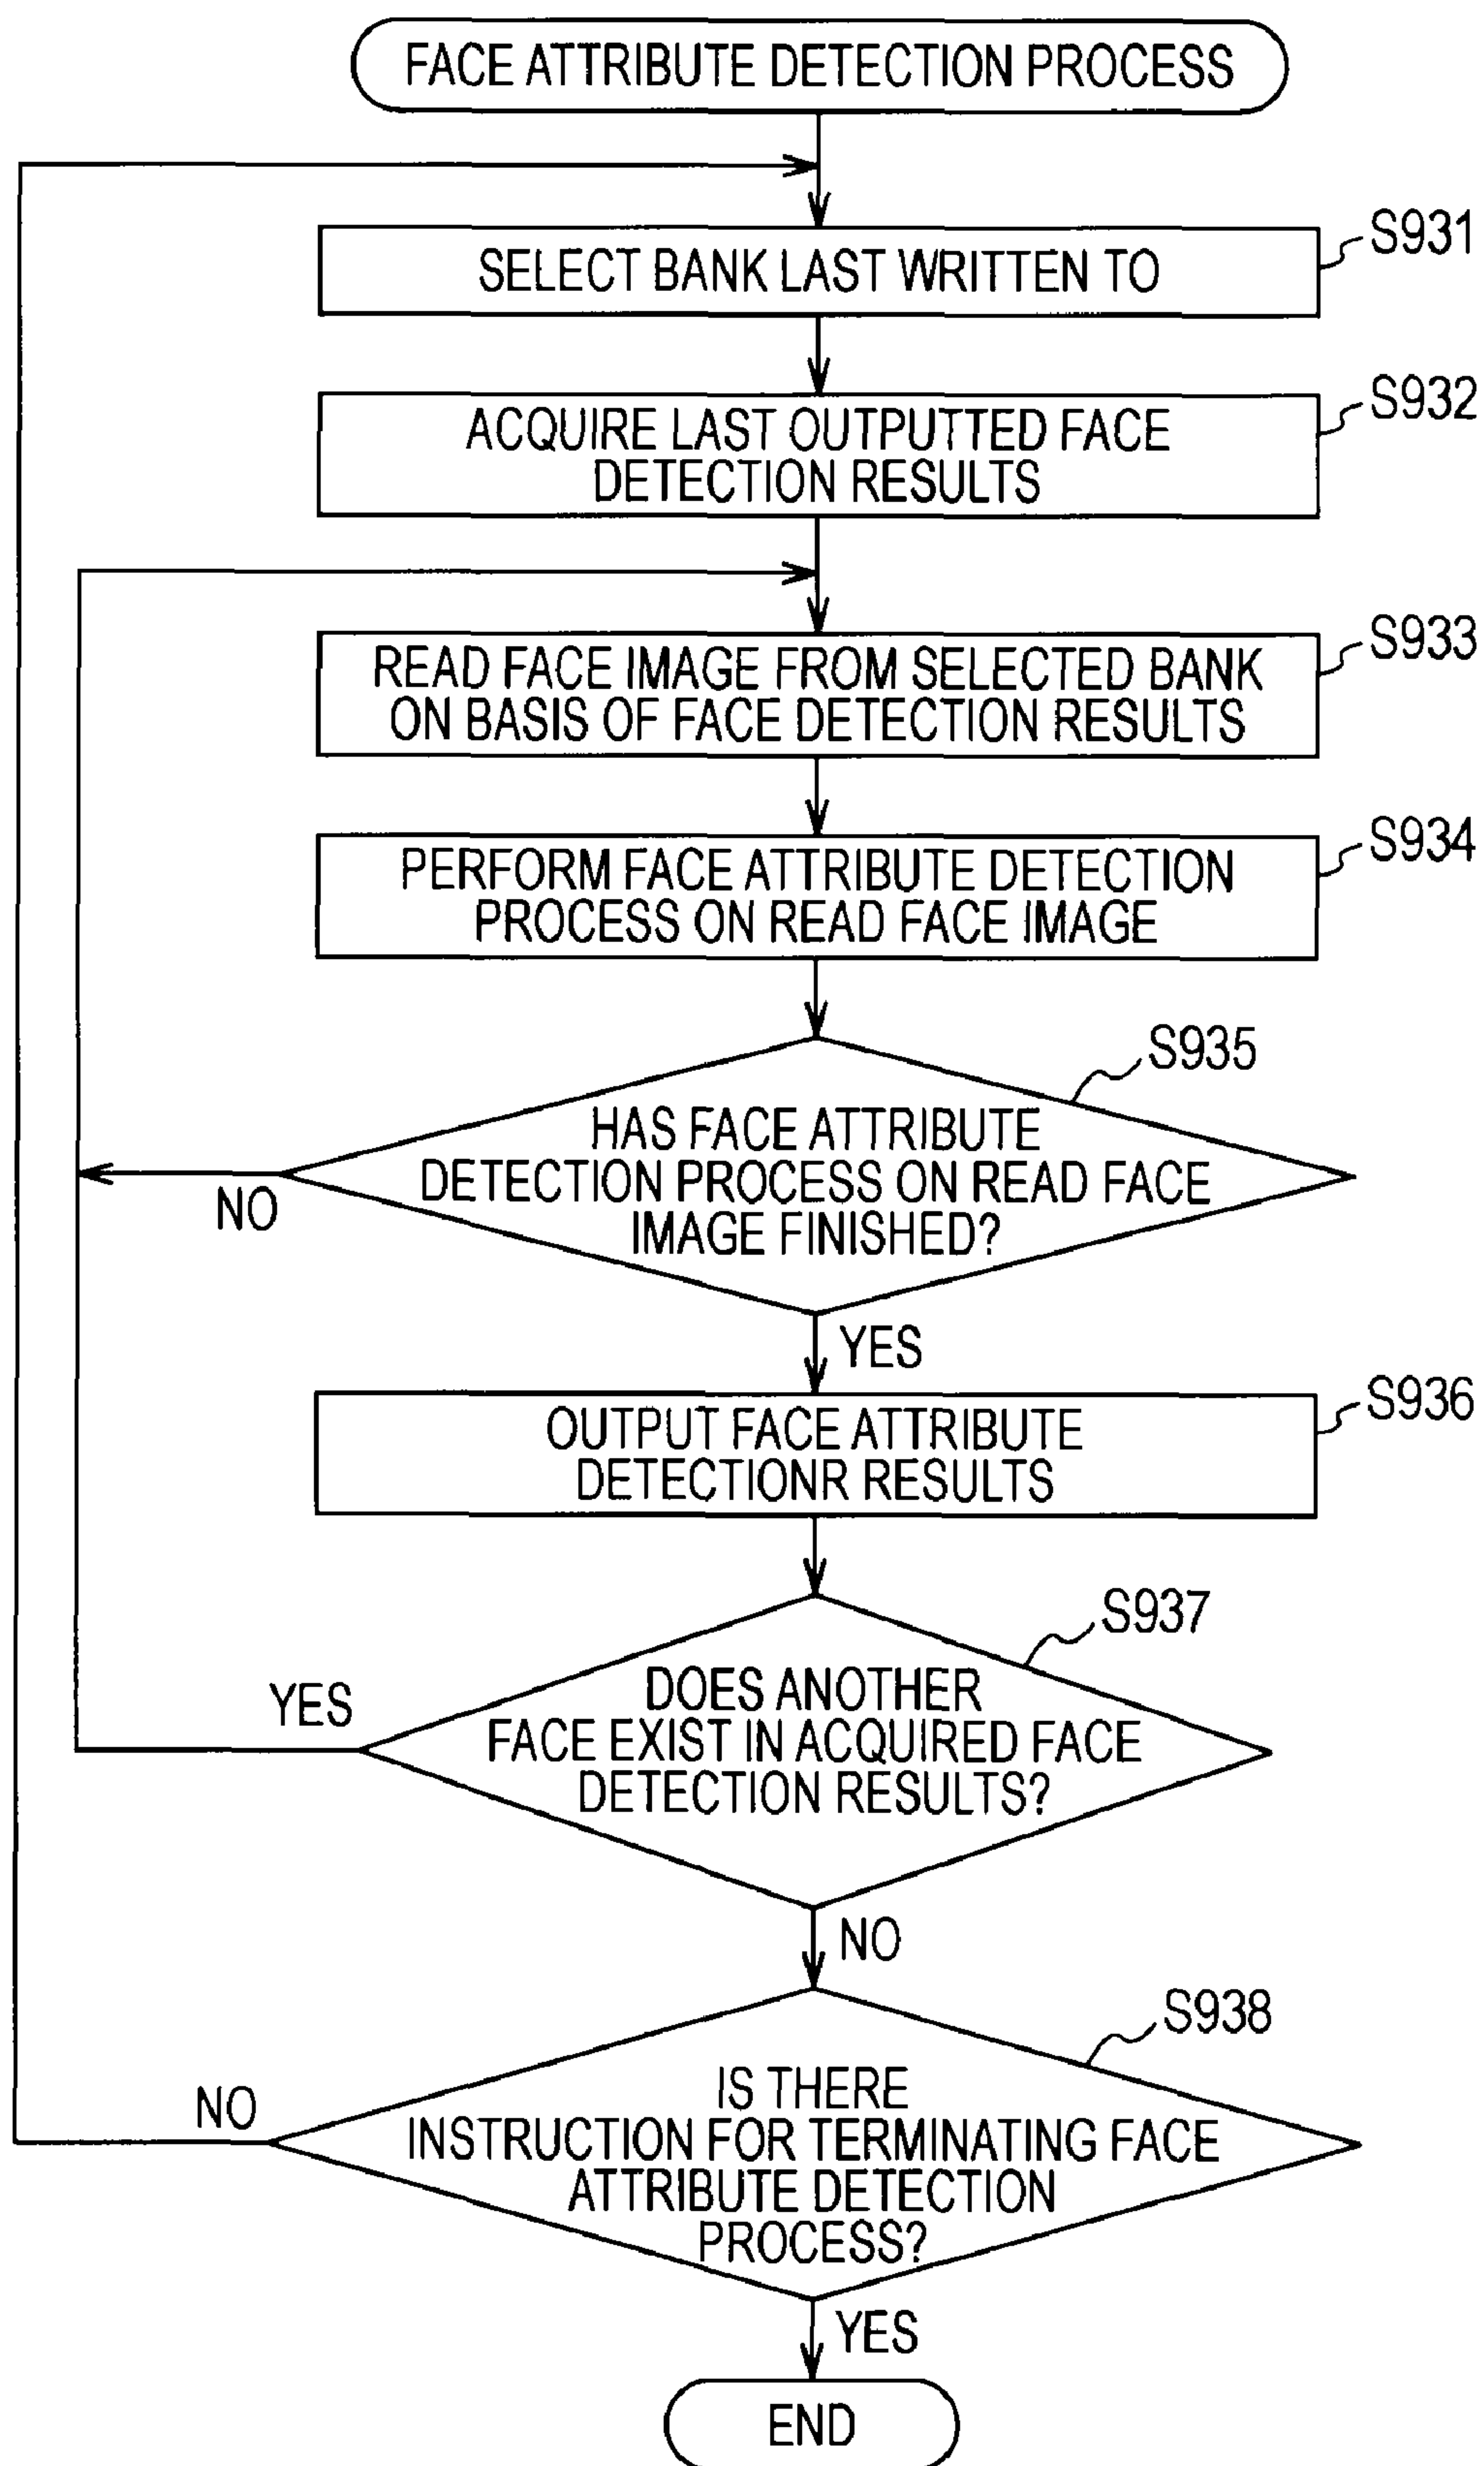 FACE ATTRIBUTE DETECTION PROCESS
S931
SELECT BANK LAST WRITTEN TO
S932
ACQUIRE LAST OUTPUTTED FACE
DETECTION RESULTS
S933
READ FACE IMAGE FROM SELECTED BANK
ON BASIS OF FACE DETECTION RESULTS
S934
PERFORM FACE ATTRIBUTE DETECTION
PROCESS ON READ FACE IMAGE
S935
HAS FACE ATTRIBUTE
DETECTION PROCESS ON READ FACE
IMAGE FINISHED?
NO
YES
S936
OUTPUT FACE ATTRIBUTE
DETECTIONR RESULTS
S937
DOES ANOTHER
FACE EXIST IN ACQUIRED FACE
DETECTION RESULTS?
YES
NO
S938
IS THERE
INSTRUCTION FOR TERMINATING FACE
ATTRIBUTE DETECTION
PROCESS?
NO
YES
END